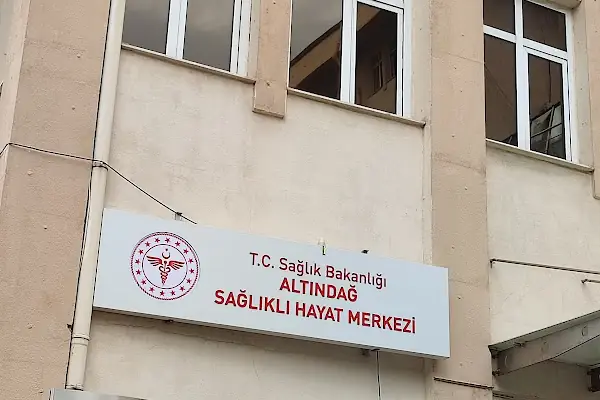 T.C. Sağlık Bakanlığı
ALTINDAĞ
SAĞLIKLI HAYAT MERKEZİ